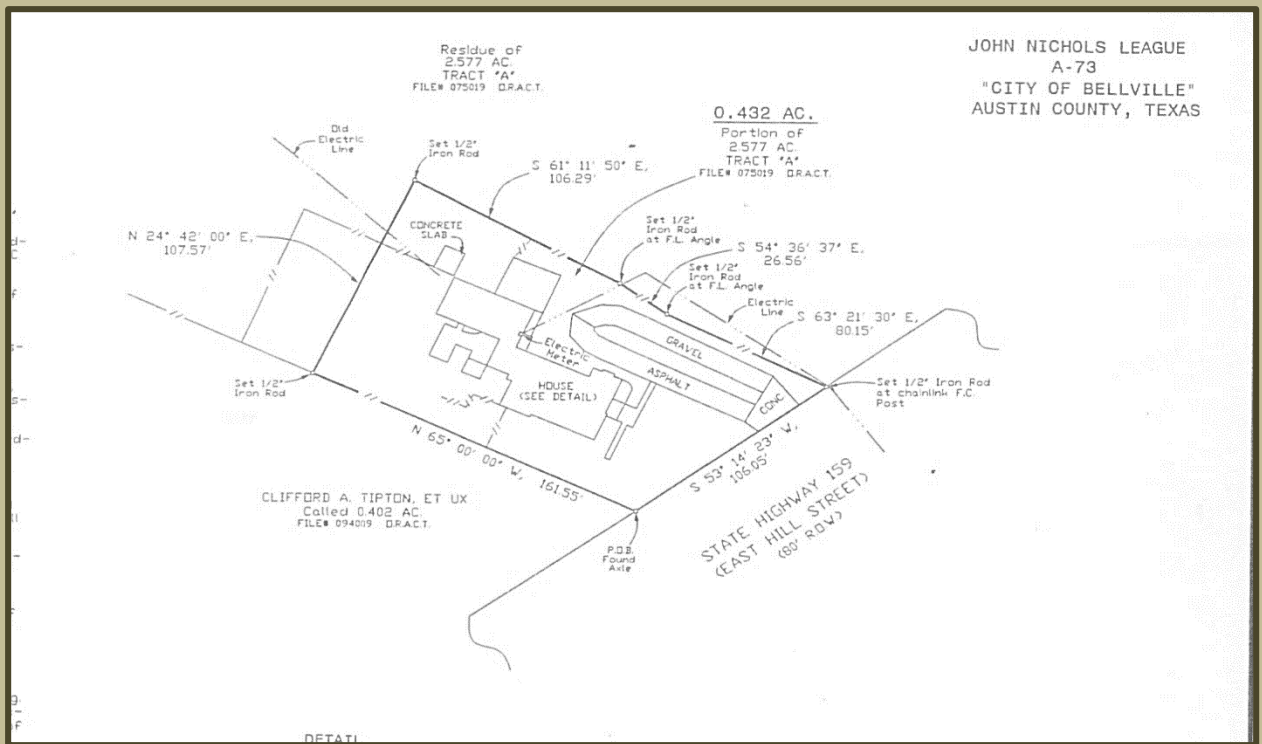 JOHN NICHOLS LEAGUE
A-73
"CITY OF BELLVILLE"
AUSTIN COUNTY, TEXAS
Residue of
2.577 AC.
TRACT "A"
FILE# 075019 D.R.A.C.T.
0.432 AC.
Portion of
2.577 AC.
TRACT "A"
FILE# 075019 D.R.A.C.T.
Old
Electric
Line
Set 1/2"
Iron Rod
S 61° 11' 50" E,
106.29'
N 24° 42' 00" E,
107.57'
CONCRETE
SLAB
Set 1/2"
Iron Rod
at F.L. Angle
S 54° 36' 37" E,
26.56'
Set 1/2"
Iron Rod
at F.L. Angle
Electric
Line
S 63° 21' 30" E,
80.15'
GRAVEL
ASPHALT
CONC
Electric
Meter
HOUSE
(SEE DETAIL)
Set 1/2"
Iron Rod
Set 1/2" Iron Rod
at chainlink F.C.
Post
N 65° 00' 00" W, 161.55'
S 53° 14' 23" W,
106.05'
STATE HIGHWAY 159
(EAST HILL STREET)
(80' ROW)
CLIFFORD A. TIPTON, ET UX
Called 0.402 AC.
FILE# 094009 D.R.A.C.T.
P.O.B.
Found
Axle
DETAIL